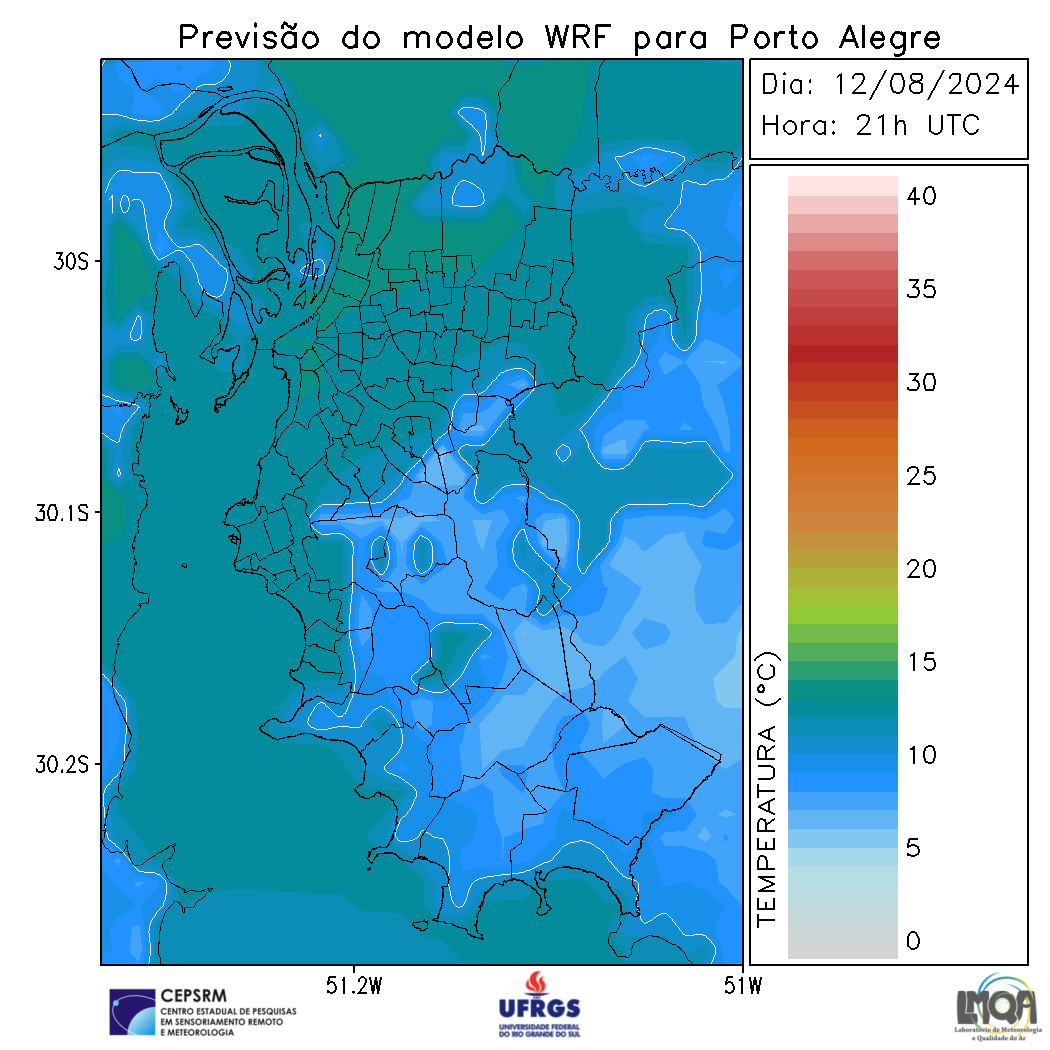 Previsão do modelo WRF para Porto Alegre
Dia: 12/08/2024
Hora: 21h UTC
40
35
30
25
20
15
10
5
0
TEMPERATURA (°C)
10
30S
30.1S
30.2S
51.2W
51W
CEPSRM
CENTRO ESTADUAL DE PESQUISAS
EM SENSORIAMENTO REMOTO
E METEOROLOGIA
UFRGS
UNIVERSIDADE FEDERAL
DO RIO GRANDE DO SUL
LMQA
Laboratório de Meteorologia
e Qualidade do Ar